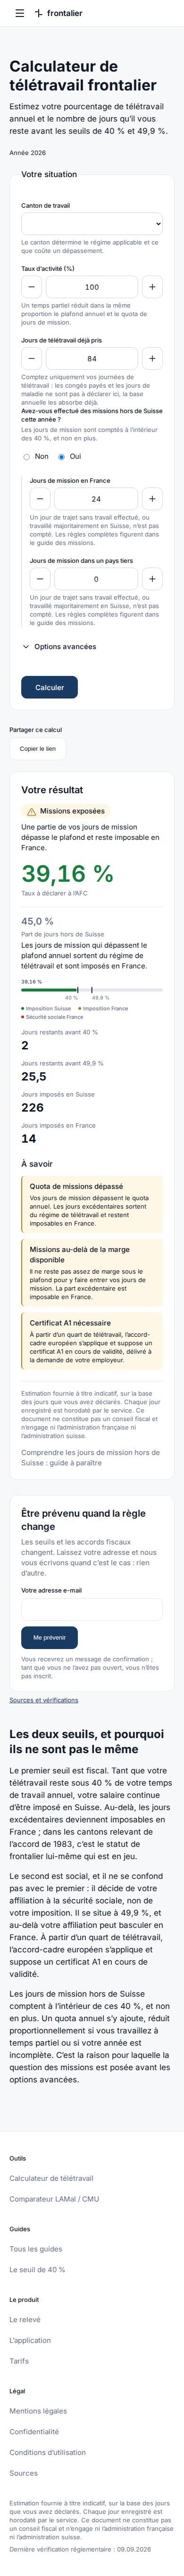 frontalier
Calculateur de
télétravail frontalier
Estimez votre pourcentage de télétravail
annuel et le nombre de jours qu’il vous
reste avant les seuils de 40 % et 49,9 %.
Année 2026
Votre situation
Canton de travail
Le canton détermine le régime applicable et ce
que coûte un dépassement.
Taux d’activité (%)
100
Un temps partiel réduit dans la même
proportion le plafond annuel et le quota de
jours de mission.
Jours de télétravail déjà pris
84
Comptez uniquement vos journées de
télétravail : les congés payés et les jours de
maladie ne sont pas à déclarer ici, la base
annuelle les absorbe déjà.
Avez-vous effectué des missions hors de Suisse
cette année ?
Les jours de mission sont comptés à l’intérieur
des 40 %, et non en plus.
Non
Oui
Jours de mission en France
24
Un jour de trajet sans travail effectué, ou
travaillé majoritairement en Suisse, n’est pas
compté. Les règles complètes figurent dans
le guide des missions.
Jours de mission dans un pays tiers
0
Un jour de trajet sans travail effectué, ou
travaillé majoritairement en Suisse, n’est pas
compté. Les règles complètes figurent dans
le guide des missions.
Options avancées
Calculer
Partager ce calcul
Copier le lien
Votre résultat
Missions exposées
Une partie de vos jours de mission
dépasse le plafond et reste imposable en
France.
39,16 %
Taux à déclarer à l’AFC
45,0 %
Part de jours hors de Suisse
Les jours de mission qui dépassent le
plafond annuel sortent du régime de
télétravail et sont imposés en France.
39,16 %
40 %
49,9 %
Imposition Suisse
Imposition France
Sécurité sociale France
Jours restants avant 40 %
2
Jours restants avant 49,9 %
25,5
Jours imposés en Suisse
226
Jours imposés en France
14
À savoir
Quota de missions dépassé
Vos jours de mission dépassent le quota
annuel. Les jours excédentaires sortent
du régime de télétravail et restent
imposables en France.
Missions au-delà de la marge
disponible
Il ne reste pas assez de marge sous le
plafond pour y faire entrer vos jours de
mission. La part excédentaire est
imposable en France.
Certificat A1 nécessaire
À partir d’un quart de télétravail, l’accord-
cadre européen s’applique et suppose un
certificat A1 en cours de validité, délivré à
la demande de votre employeur.
Estimation fournie à titre indicatif, sur la base
des jours que vous avez déclarés. Chaque jour
enregistré est horodaté par le service. Ce
document ne constitue pas un conseil fiscal et
n’engage ni l’administration française ni
l’administration suisse.
Comprendre les jours de mission hors de
Suisse : guide à paraître
Être prévenu quand la règle
change
Les seuils et les accords fiscaux
changent. Laissez votre adresse et nous
vous écrivons quand c’est le cas : rien
d’autre.
Votre adresse e-mail
Me prévenir
Vous recevrez un message de confirmation ;
tant que vous ne l’avez pas ouvert, vous n’êtes
pas inscrit.
Sources et vérifications
Les deux seuils, et pourquoi
ils ne sont pas le même
Le premier seuil est fiscal. Tant que votre
télétravail reste sous 40 % de votre temps
de travail annuel, votre salaire continue
d’être imposé en Suisse. Au-delà, les jours
excédentaires deviennent imposables en
France ; dans les cantons relevant de
l’accord de 1983, c’est le statut de
frontalier lui-même qui est en jeu.
Le second est social, et il ne se confond
pas avec le premier : il décide de votre
affiliation à la sécurité sociale, non de
votre imposition. Il se situe à 49,9 %, et
au-delà votre affiliation peut basculer en
France. À partir d’un quart de télétravail,
l’accord-cadre européen s’applique et
suppose un certificat A1 en cours de
validité.
Les jours de mission hors de Suisse
comptent à l’intérieur de ces 40 %, et non
en plus. Un quota annuel s’y ajoute, réduit
proportionnellement si vous travaillez à
temps partiel ou si votre année est
incomplète. C’est la raison pour laquelle la
question des missions est posée avant les
options avancées.
Outils
Calculateur de télétravail
Comparateur LAMal / CMU
Guides
Tous les guides
Le seuil de 40 %
Le produit
Le relevé
L’application
Tarifs
Légal
Mentions légales
Confidentialité
Conditions d’utilisation
Sources
Estimation fournie à titre indicatif, sur la base des jours que
vous avez déclarés. Chaque jour enregistré est
horodaté par le service. Ce document ne constitue pas
un conseil fiscal et n’engage ni l’administration française
ni l’administration suisse.
Dernière vérification réglementaire : 09.09.2026